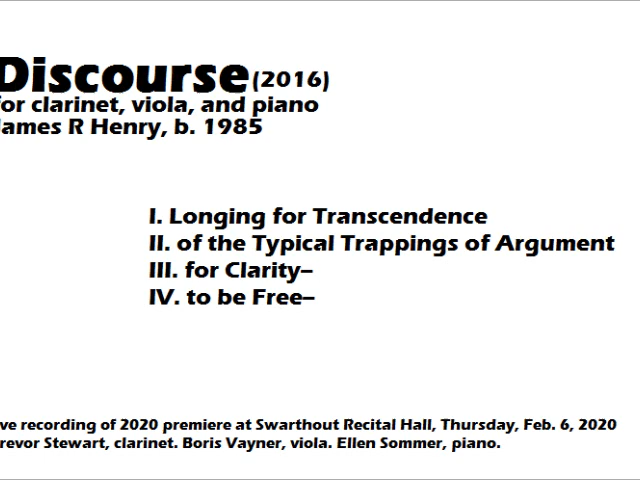 Discourse (2016)
for clarinet, viola, and piano
James R Henry, b. 1985
I. Longing for Transcendence
II. of the Typical Trappings of Argument
III. for Clarity–
IV. to be Free–
ve recording of 2020 premiere at Swarthout Recital Hall, Thursday, Feb. 6, 2020
revor Stewart, clarinet. Boris Vayner, viola. Ellen Sommer, piano.